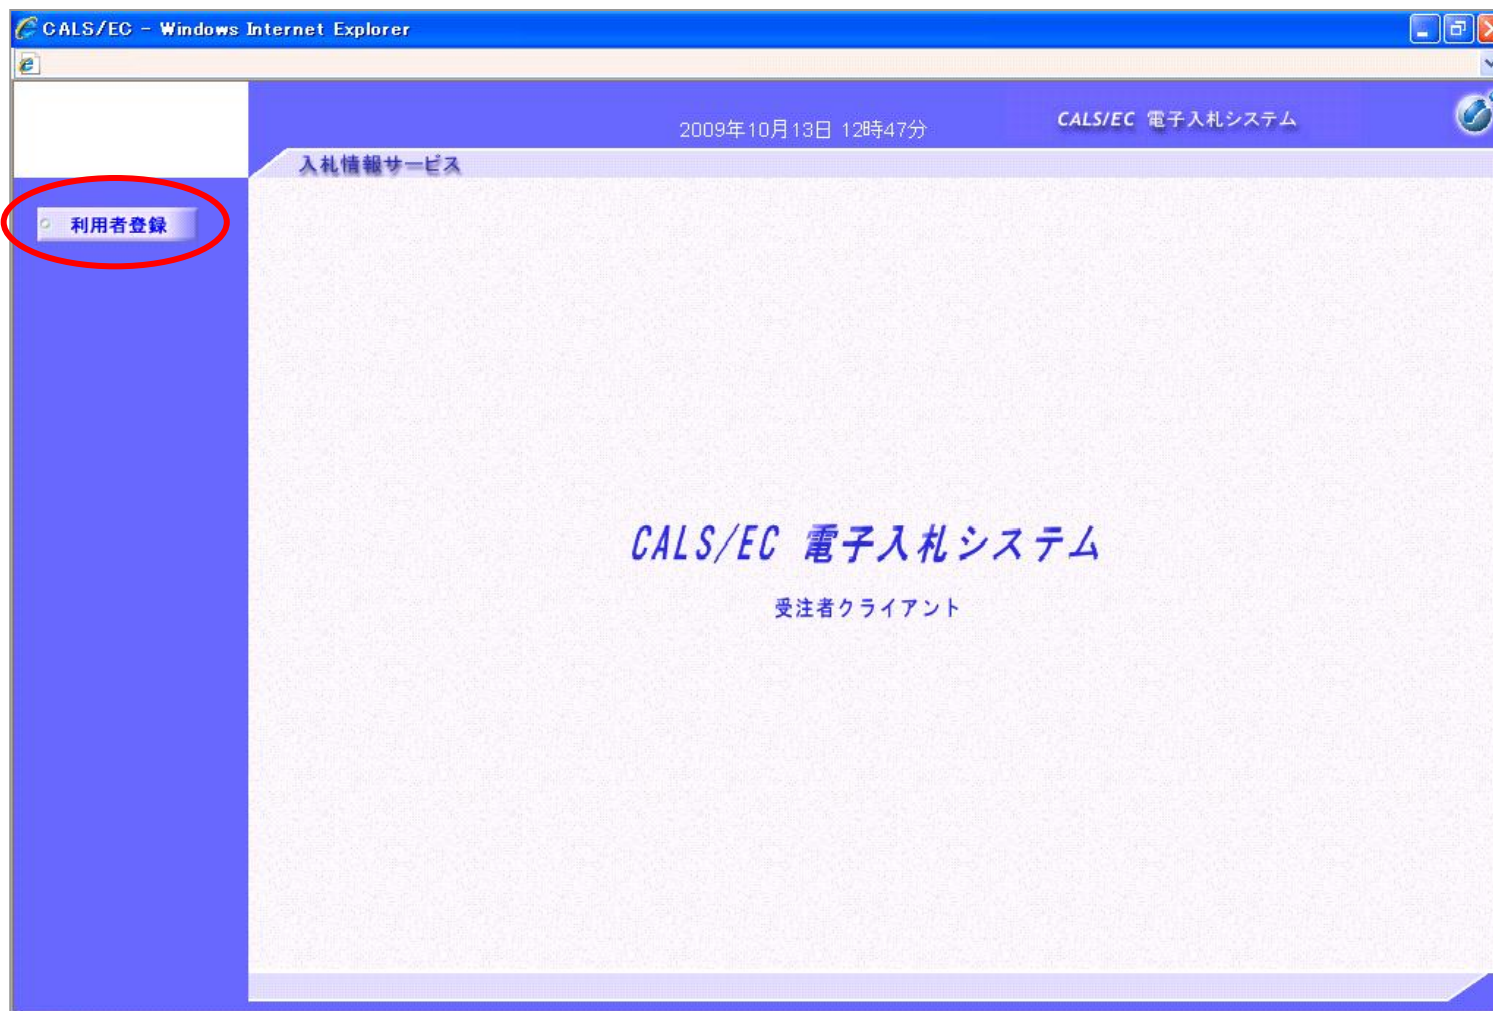 CALS/EC - Windows Internet Explorer
2009年10月13日 12時47分
CALS/EC 電子入札システム
入札情報サービス
利用者登録
CALS/EC 電子入札システム
受注者クライアント